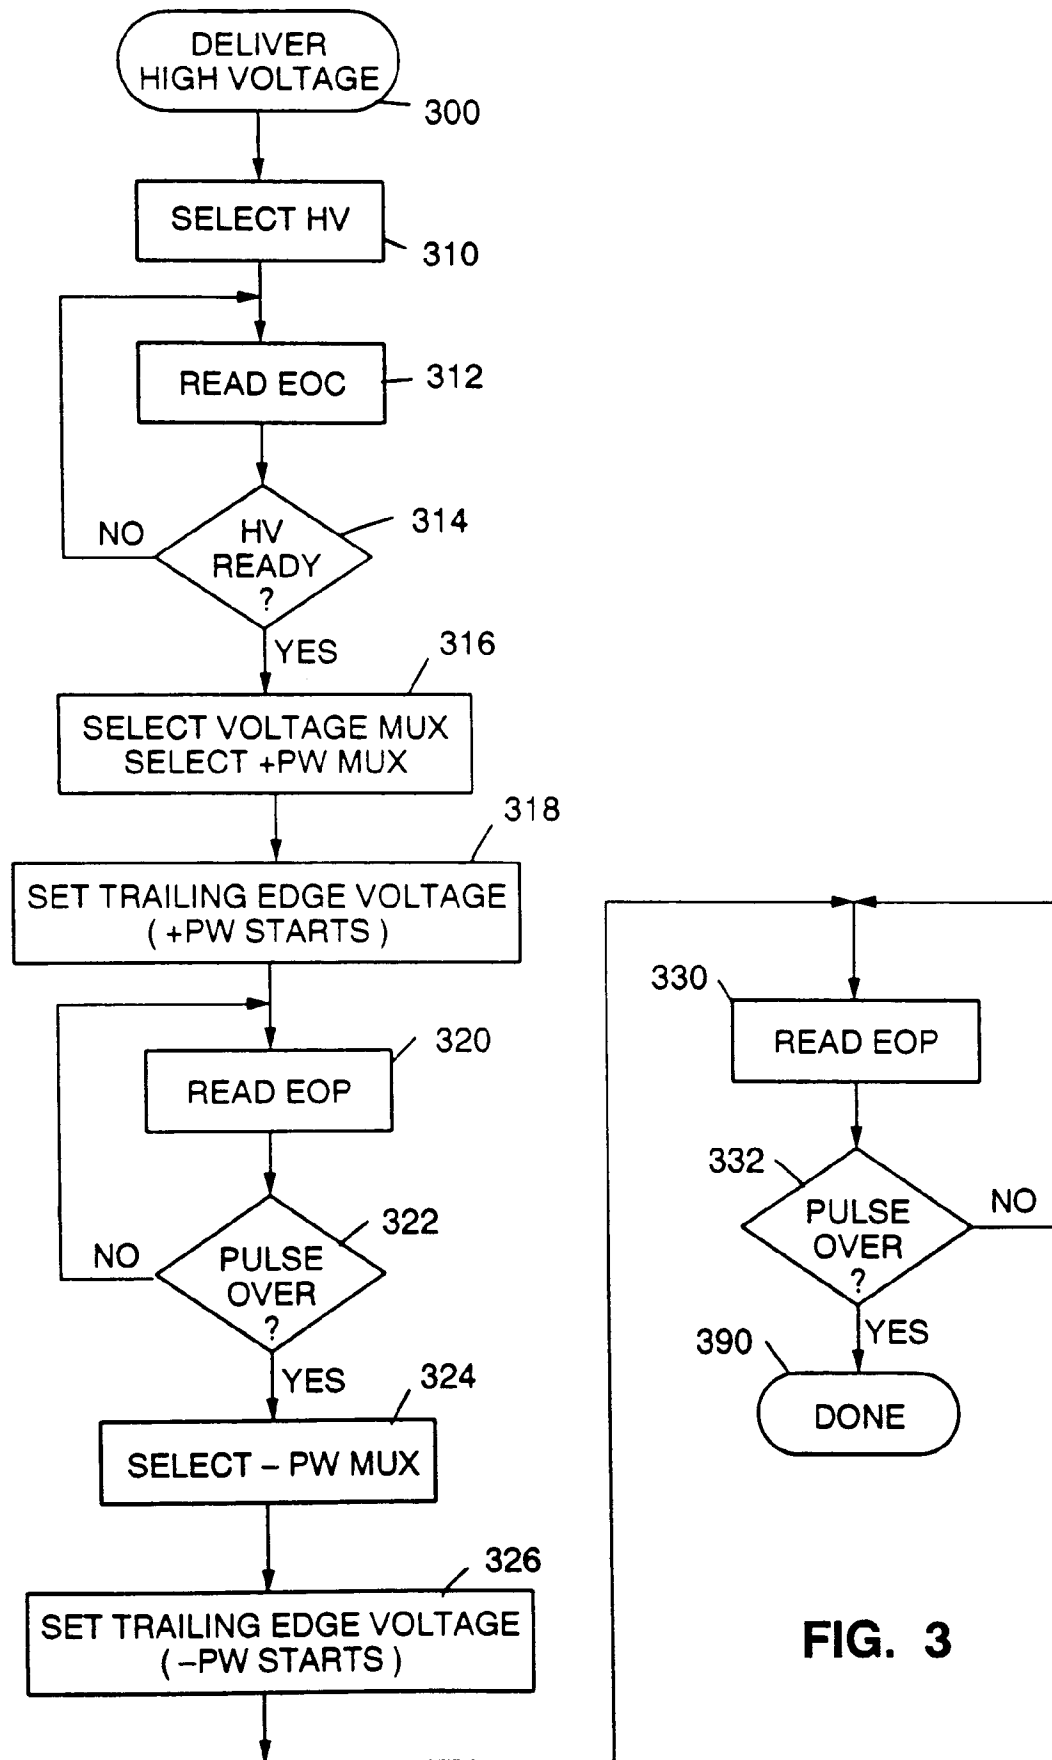 DELIVER
HIGH VOLTAGE
300
SELECT HV
310
READ EOC
312
HV
READY
?
314
NO
YES
316
SELECT VOLTAGE MUX
SELECT +PW MUX
318
SET TRAILING EDGE VOLTAGE
( +PW STARTS )
320
READ EOP
322
PULSE
OVER
?
NO
YES
324
SELECT – PW MUX
326
SET TRAILING EDGE VOLTAGE
( –PW STARTS )
330
READ EOP
332
PULSE
OVER
?
NO
YES
390
DONE
FIG. 3